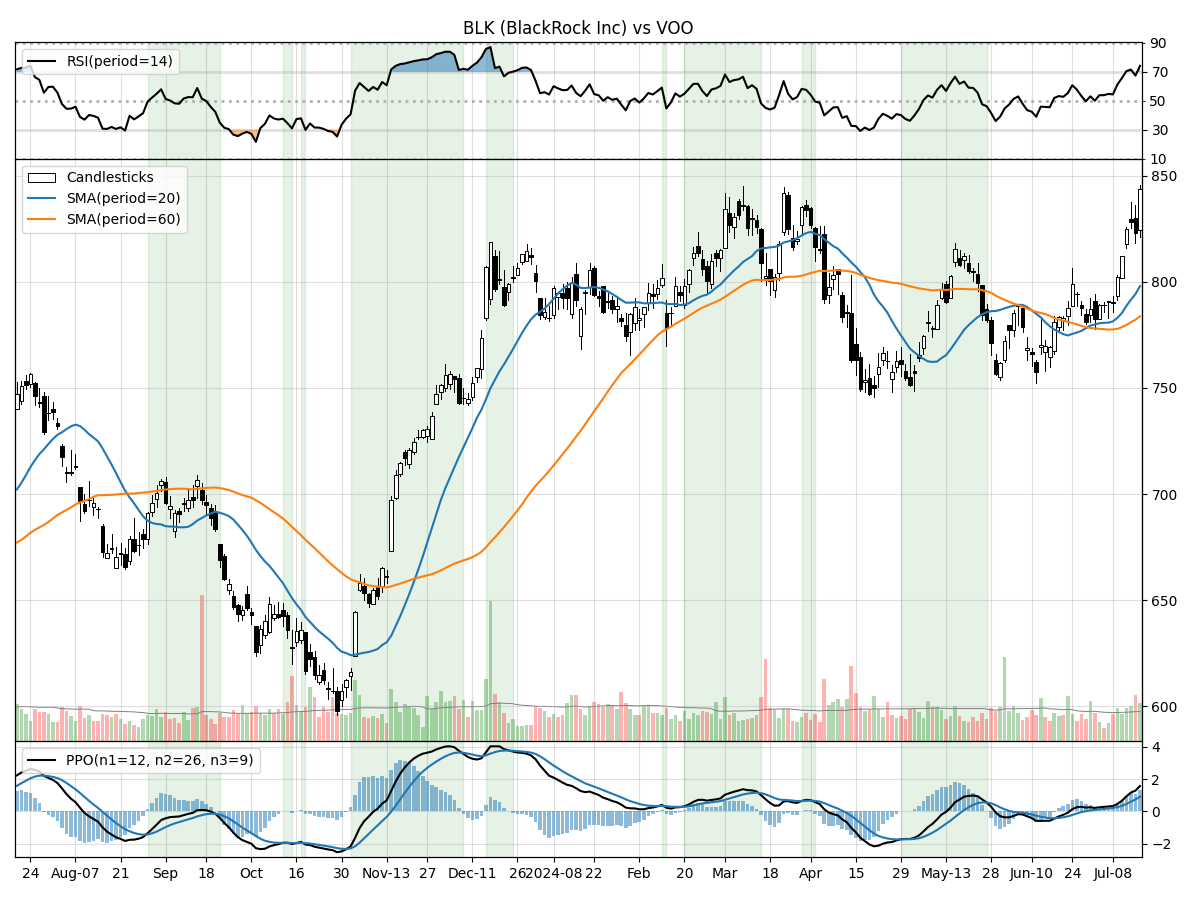 BLK (BlackRock Inc) vs VOO
RSI(period=14)
90
70
50
30
10
Candlesticks
SMA(period=20)
SMA(period=60)
850
800
750
700
650
600
PPO(n1=12, n2=26, n3=9)
4
2
0
−2
24 Aug-07 21 Sep 18 Oct 16 30 Nov-13 27 Dec-11 26 2024-08 22 Feb 20 Mar 18 Apr 15 29 May-13 28 Jun-10 24 Jul-08